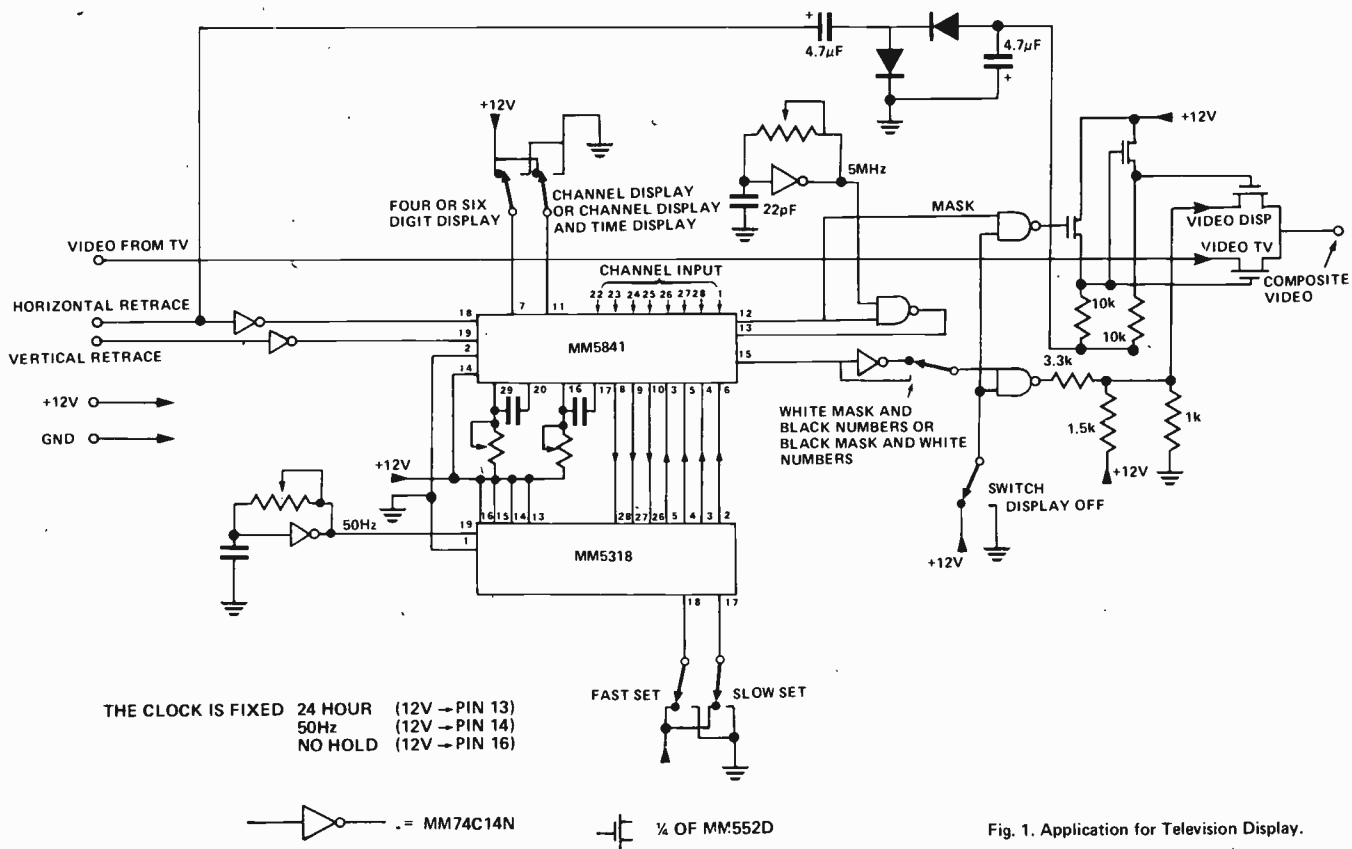 +
4.7µF
4.7µF
+
+12V
+12V
5MHz
22pF
FOUR OR SIX
DIGIT DISPLAY
CHANNEL DISPLAY
OR CHANNEL DISPLAY
AND TIME DISPLAY
MASK
VIDEO DISP
VIDEO TV
COMPOSITE
VIDEO
VIDEO FROM TV
CHANNEL INPUT
22 23 24 25 26 27 28 1
7 11
HORIZONTAL RETRACE
VERTICAL RETRACE
18
19
2
14
MM5841
12
13
15
10k
10k
3.3k
29 20 16 17 8 9 10 3 5 4 6
+12V
GND
WHITE MASK AND
BLACK NUMBERS OR
BLACK MASK AND WHITE
NUMBERS
1.5k
1k
+12V
+12V
SWITCH
DISPLAY OFF
+12V
50Hz
16 15 14 13 28 27 26 5 4 3 2
19
1
MM5318
18 17
FAST SET
SLOW SET
THE CLOCK IS FIXED 24 HOUR (12V → PIN 13)
50Hz (12V → PIN 14)
NO HOLD (12V → PIN 16)
.= MM74C14N
¼ OF MM552D
Fig. 1. Application for Television Display.